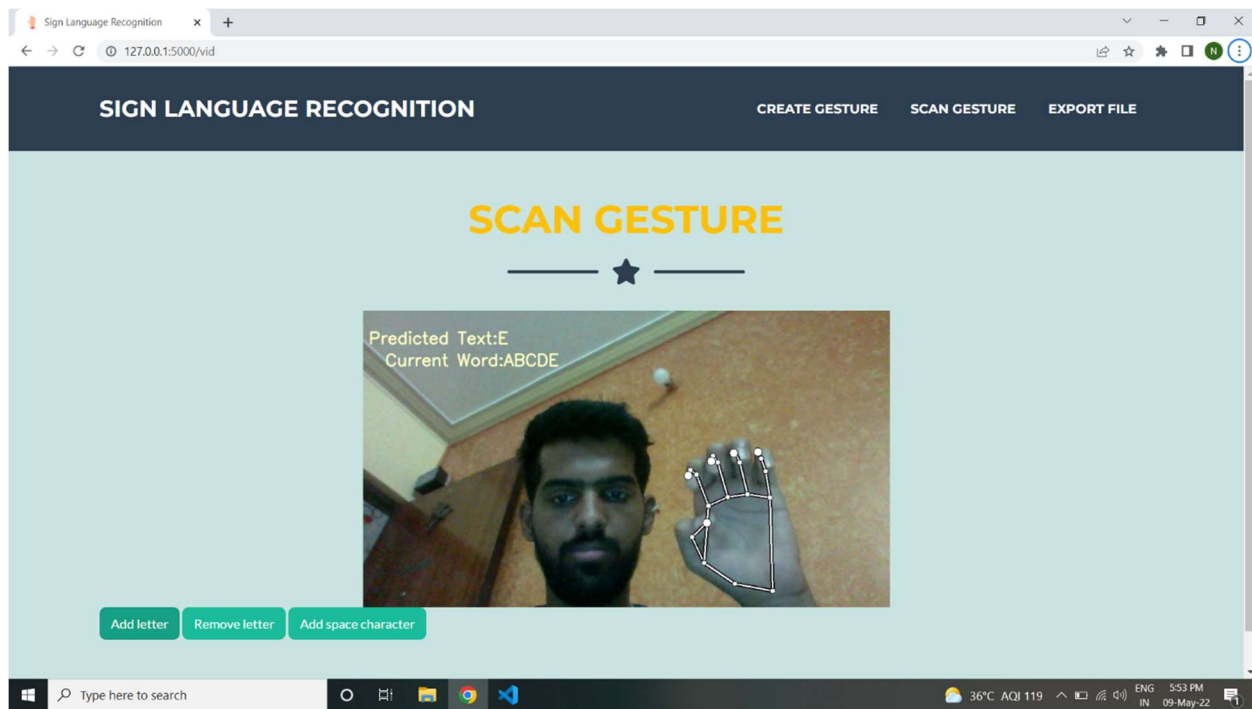 Sign Language Recognition
127.0.0.1:5000/vid
N
SIGN LANGUAGE RECOGNITION CREATE GESTURE SCAN GESTURE EXPORT FILE
SCAN GESTURE
Predicted Text:E
Current Word:ABCDE
Add letter Remove letter Add space character
Type here to search 36°C AQI 119 ENG 5:53 PM
IN 09-May-22 1